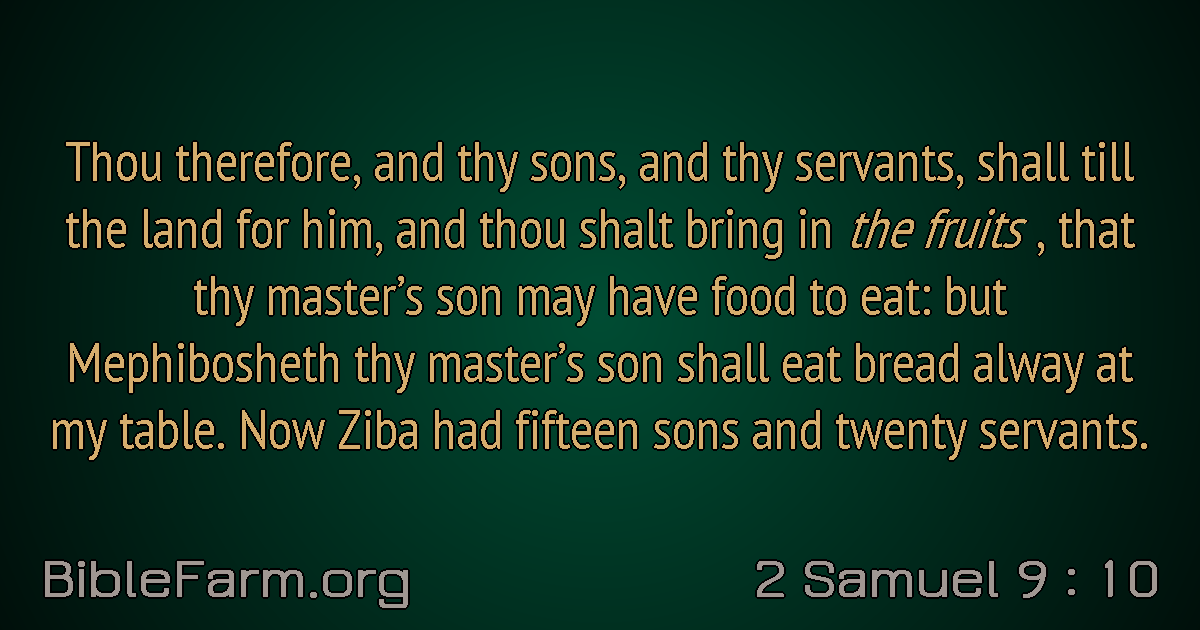 Thou therefore, and thy sons, and thy servants, shall till
the land for him, and thou shalt bring in the fruits , that
thy master’s son may have food to eat: but
Mephibosheth thy master’s son shall eat bread alway at
my table. Now Ziba had fifteen sons and twenty servants.
BibleFarm.org
2 Samuel 9 : 10